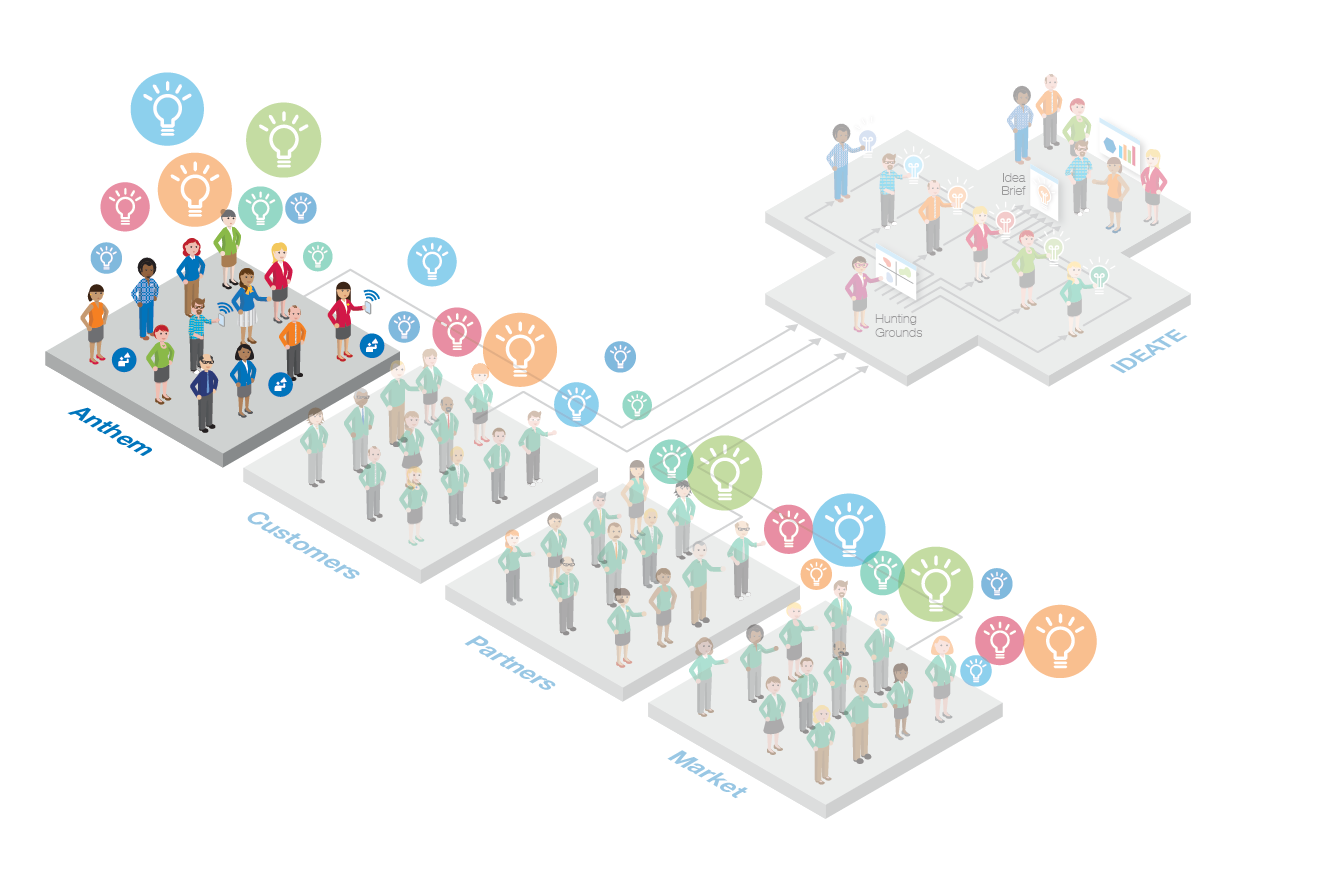 Idea
Brief
Hunting
Grounds
IDEATE
Anthem
Customers
Partners
Market